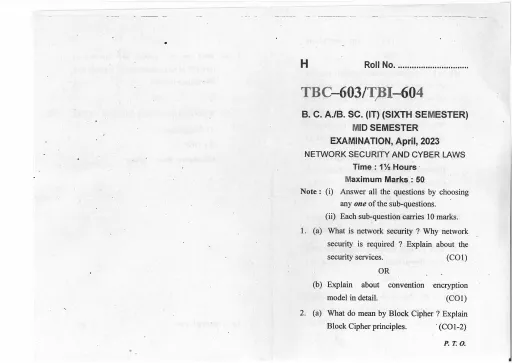 H Roll No. ..............................
TBC–603/TBI–604
B. C. A./B. SC. (IT) (SIXTH SEMESTER)
MID SEMESTER
EXAMINATION, April, 2023
NETWORK SECURITY AND CYBER LAWS
Time : 1½ Hours
Maximum Marks : 50
Note : (i) Answer all the questions by choosing
any one of the sub-questions.
(ii) Each sub-question carries 10 marks.
1. (a) What is network security ? Why network
security is required ? Explain about the
security services. (CO1)
OR
(b) Explain about convention encryption
model in detail. (CO1)
2. (a) What do mean by Block Cipher ? Explain
Block Cipher principles. (CO1-2)
P. T. O.